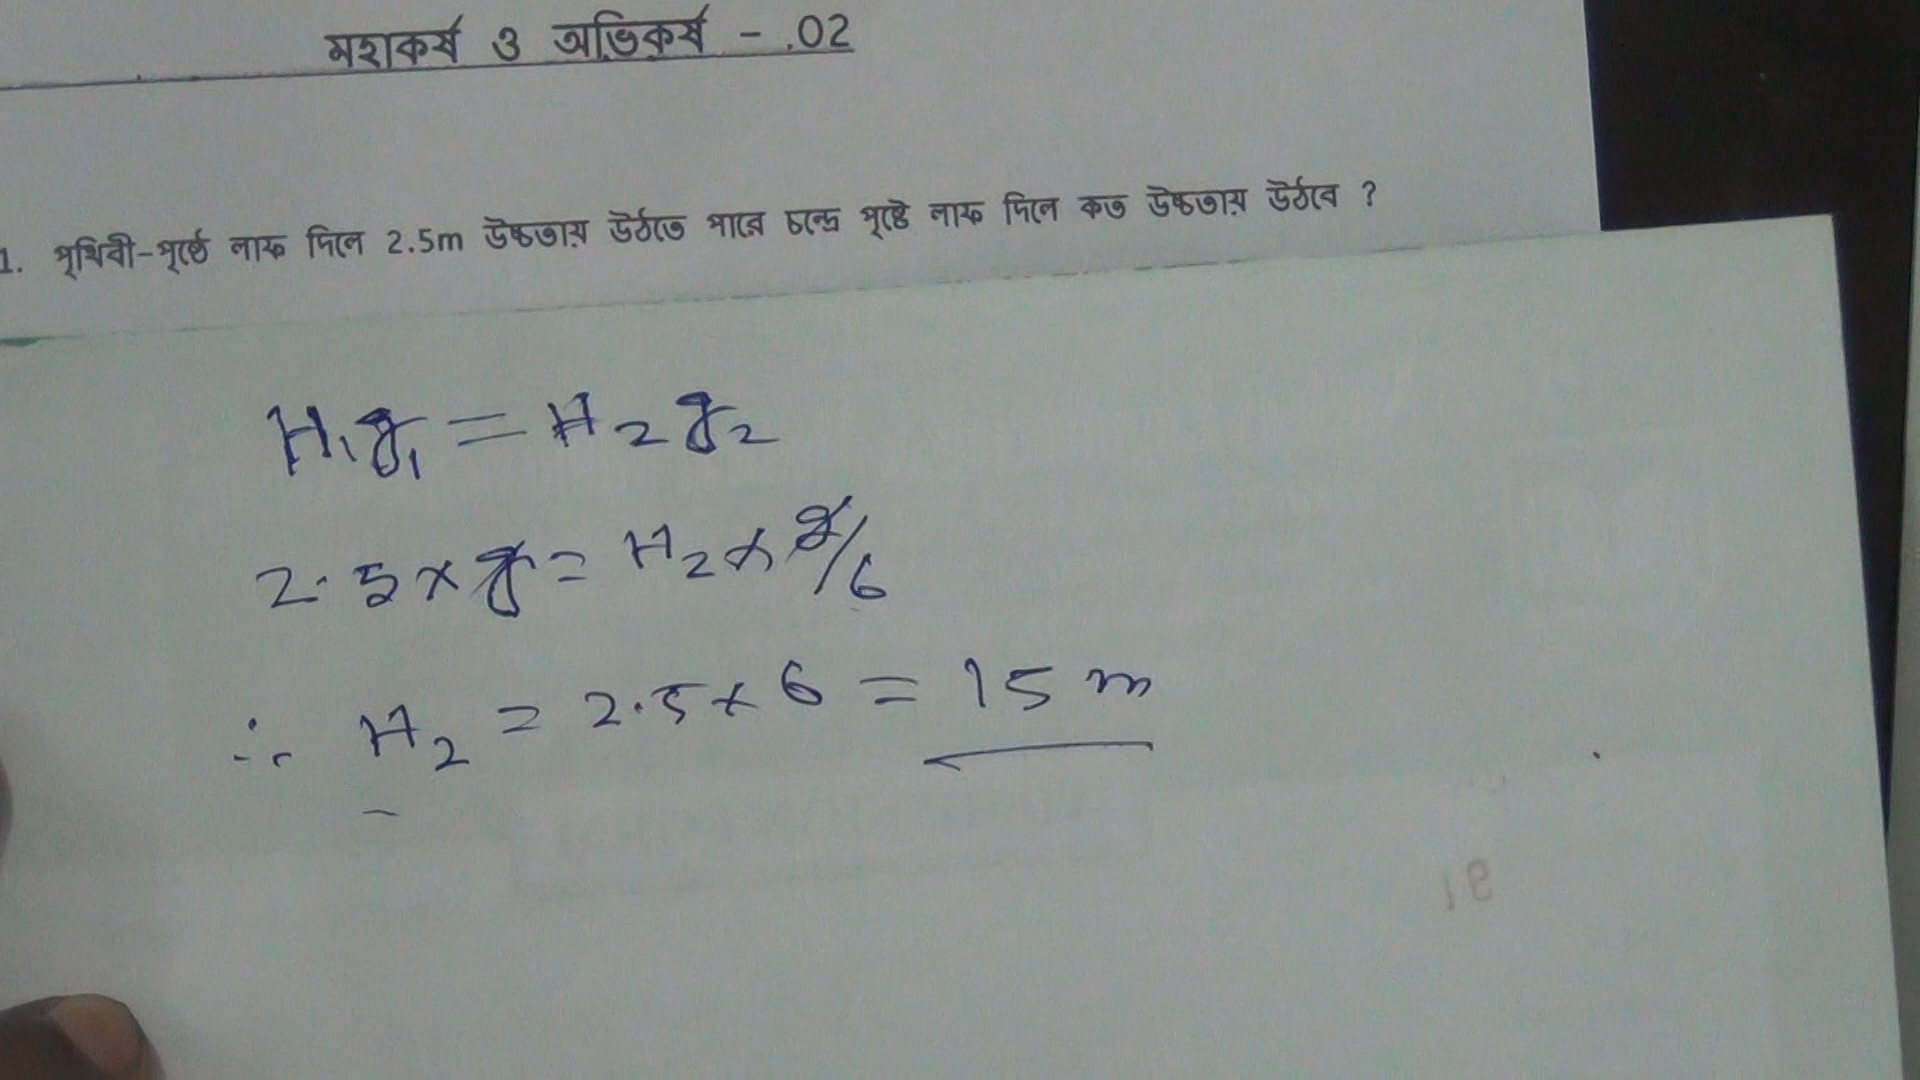 মহাকর্ষ ও অভিকর্ষ - .02
1. পৃথিবী-পৃষ্ঠে লাফ দিলে 2.5m উচ্চতায় উঠতে পারে চন্দ্রে পৃষ্ঠে লাফ দিলে কত উচ্চতায় উঠবে ?
H₁g₁ = H₂g₂
2.5 × g = H₂ × g/6
∴ H₂ = 2.5 × 6 = 15 m